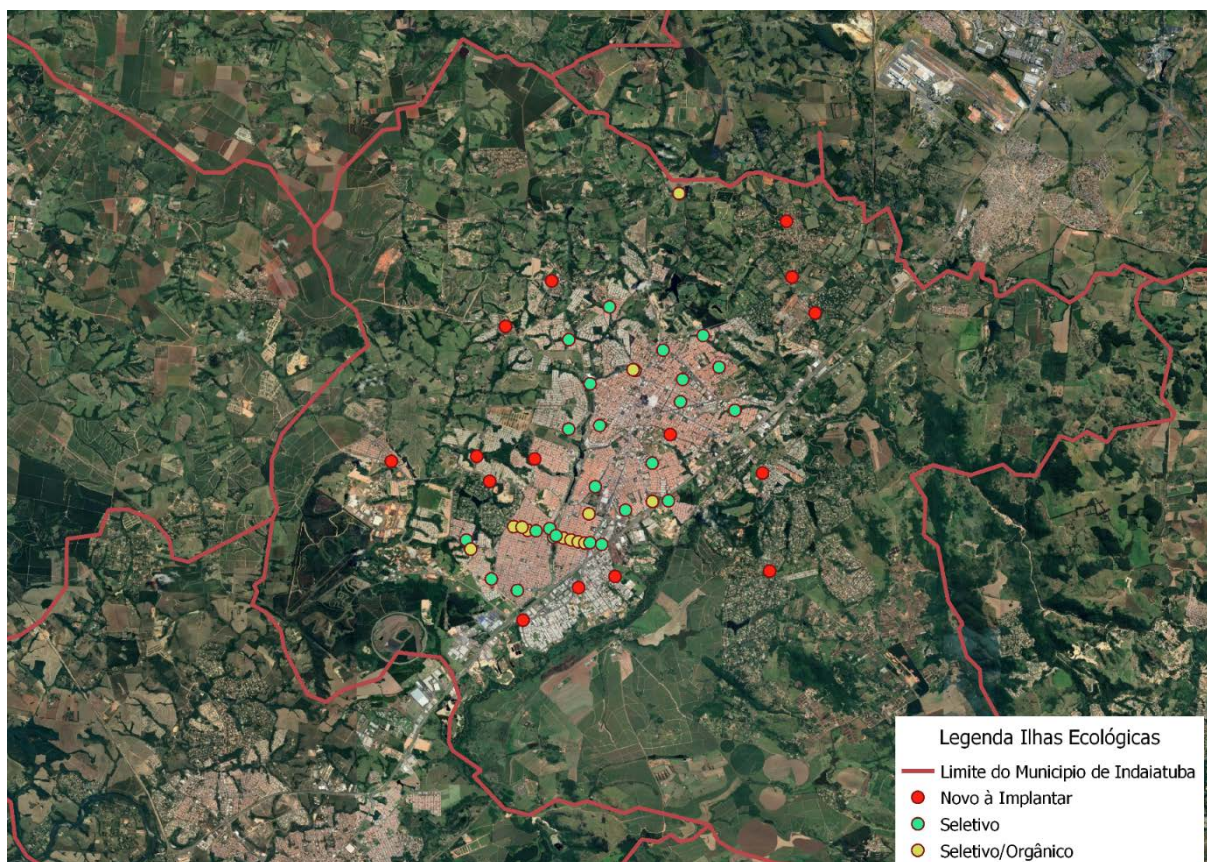 Legenda Ilhas Ecológicas
Limite do Municipio de Indaiatuba
Novo à Implantar
Seletivo
Seletivo/Orgânico